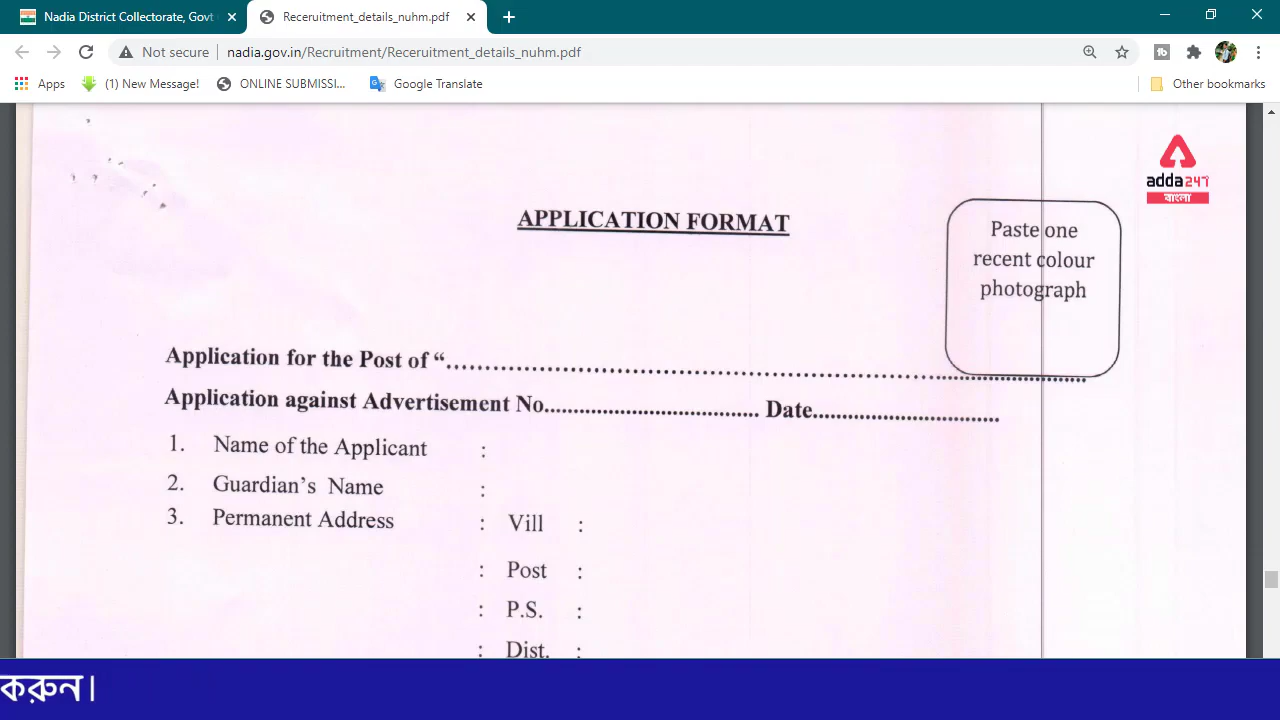 Nadia District Collectorate, Govt
Receruitment_details_nuhm.pdf
Not secure
nadia.gov.in/Recruitment/Receruitment_details_nuhm.pdf
Apps
(1) New Message!
ONLINE SUBMISSI...
Google Translate
Other bookmarks
adda247
বাংলা
APPLICATION FORMAT
Paste one
recent colour
photograph
Application for the Post of “..........................................................................................
Application against Advertisement No..................................... Date................................
1. Name of the Applicant :
2. Guardian’s Name :
3. Permanent Address : Vill :
: Post :
: P.S. :
: Dist. :
করুন।